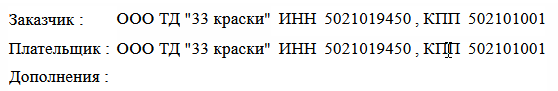 Заказчик : ООО ТД "33 краски" ИНН 5021019450 , КПП 502101001
Плательщик : ООО ТД "33 краски" ИНН 5021019450 , КПП 502101001
Дополнения :